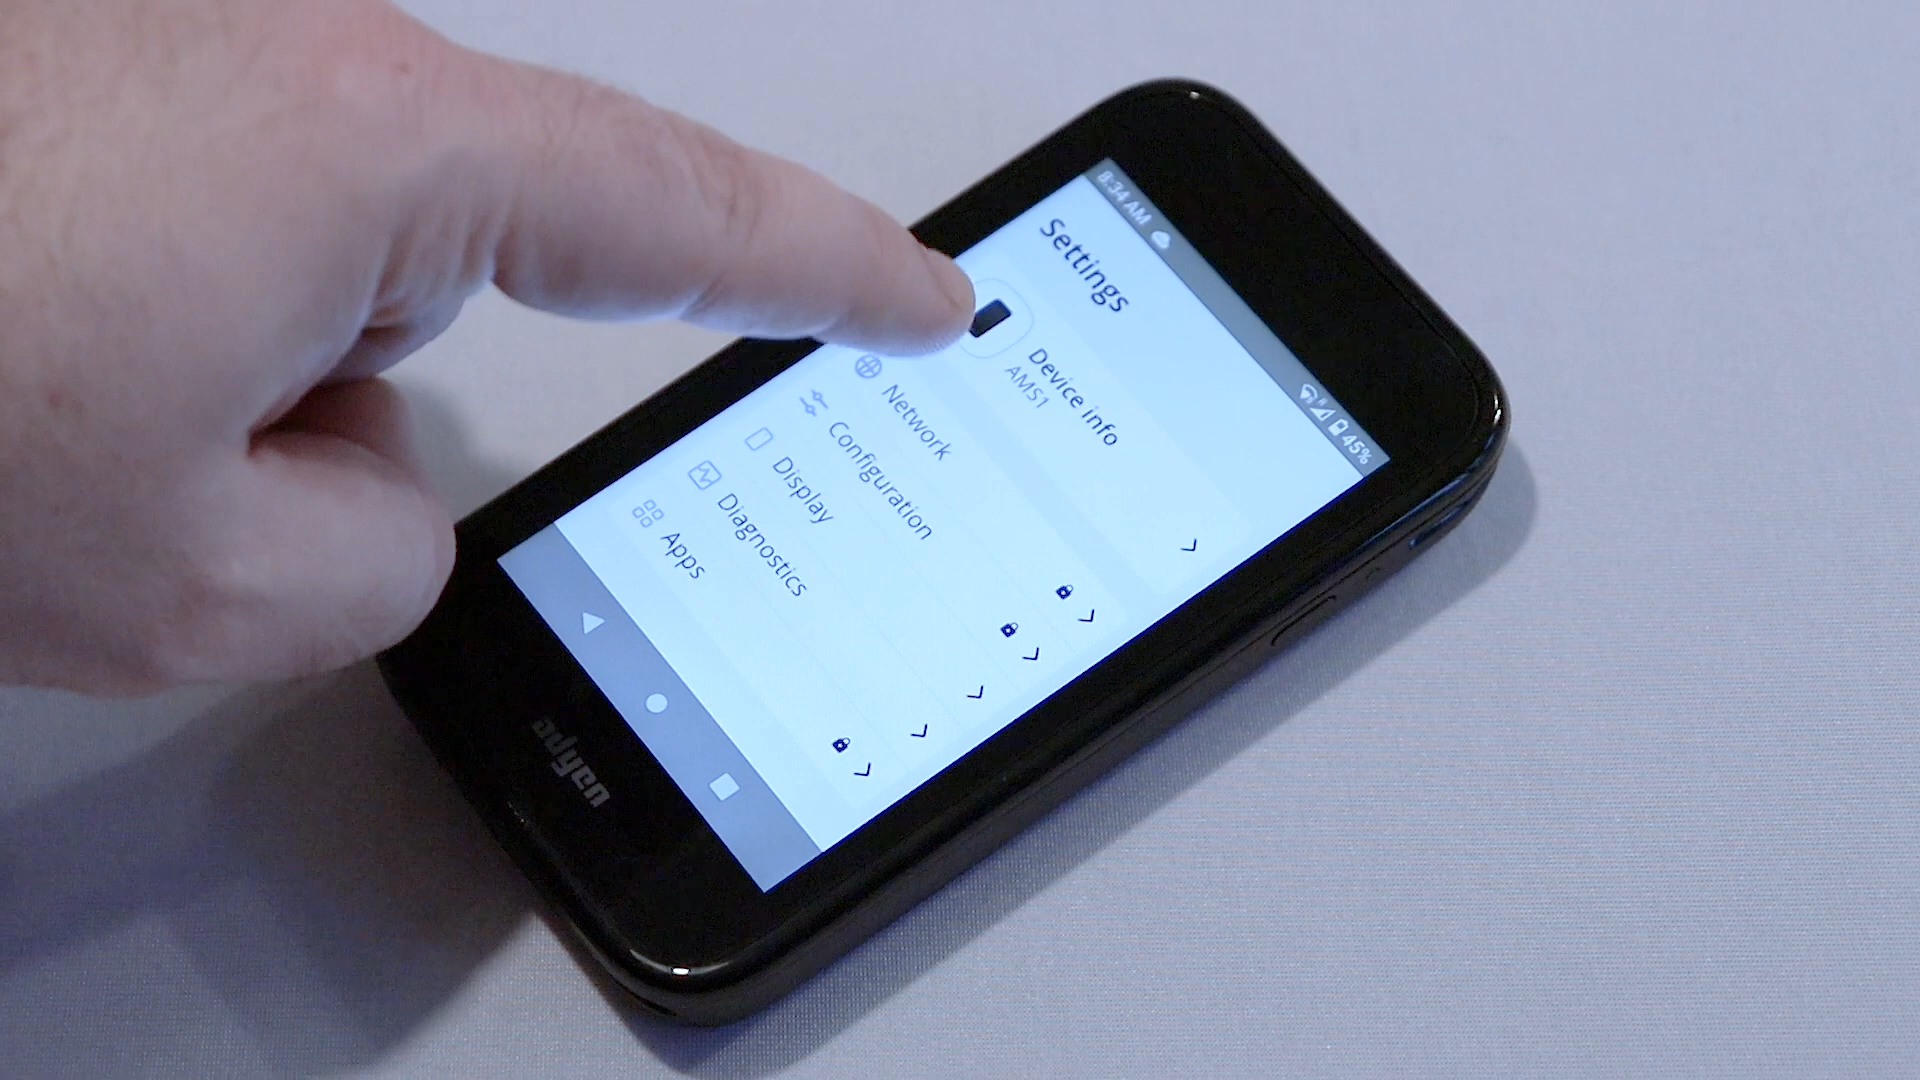 8:34 AM 45%
Settings
Device info
AMS1
Network
Configuration
Display
Diagnostics
Apps
adyen